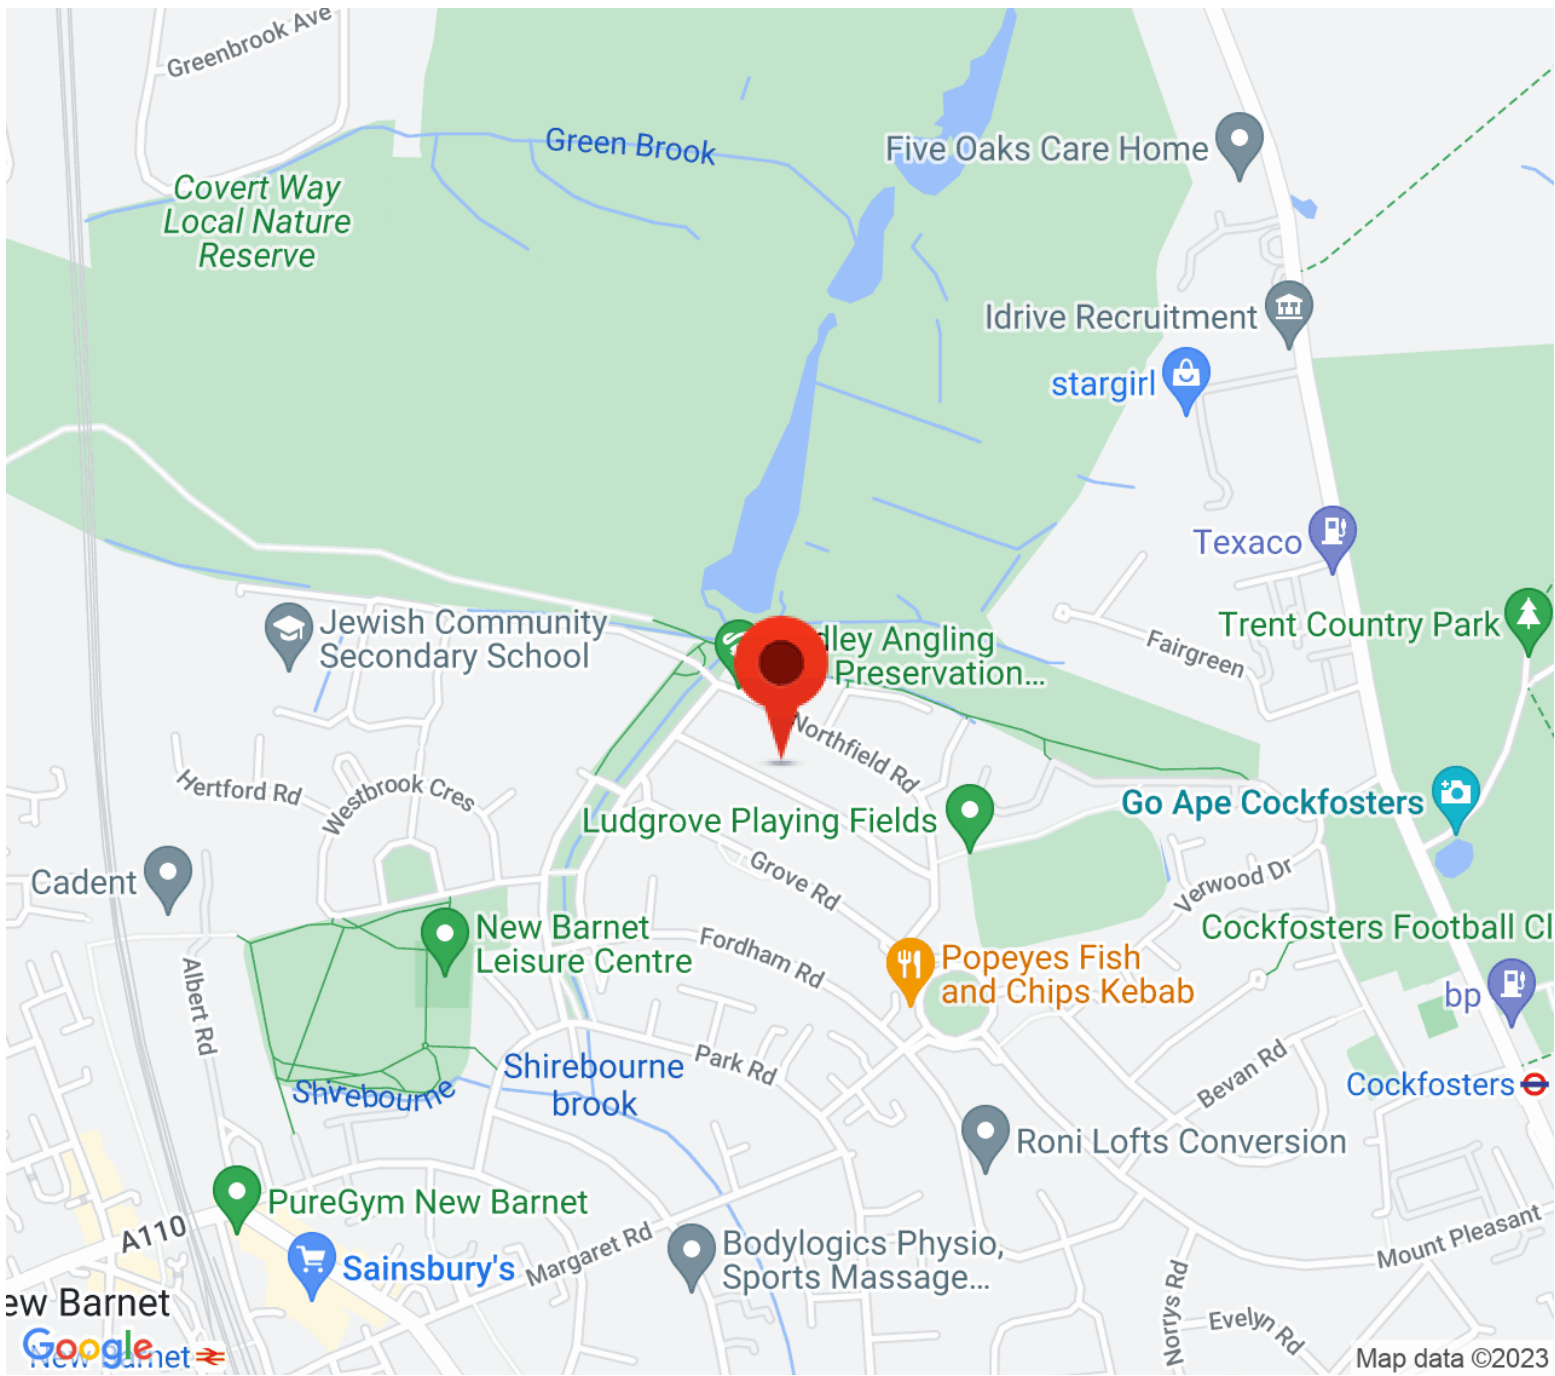 Greenbrook Ave
Green Brook
Five Oaks Care Home
Covert Way
Local Nature
Reserve
Idrive Recruitment
stargirl
Texaco
Jewish Community
Secondary School
dley Angling
Preservation...
Trent Country Park
Fairgreen
Northfield Rd
Hertford Rd
Westbrook Cres
Go Ape Cockfosters
Ludgrove Playing Fields
Grove Rd
Cadent
Verwood Dr
New Barnet
Leisure Centre
Cockfosters Football Cl
Fordham Rd
Popeyes Fish
and Chips Kebab
bp
Albert Rd
Park Rd
Shirebourne
brook
Shirebourne
Bevan Rd
Cockfosters
Roni Lofts Conversion
PureGym New Barnet
A110
Margaret Rd
Bodylogics Physio,
Sports Massage...
Mount Pleasant
Sainsbury's
ew Barnet
Norrys Rd
Evelyn Rd
Google
New Barnet
Map data ©2023